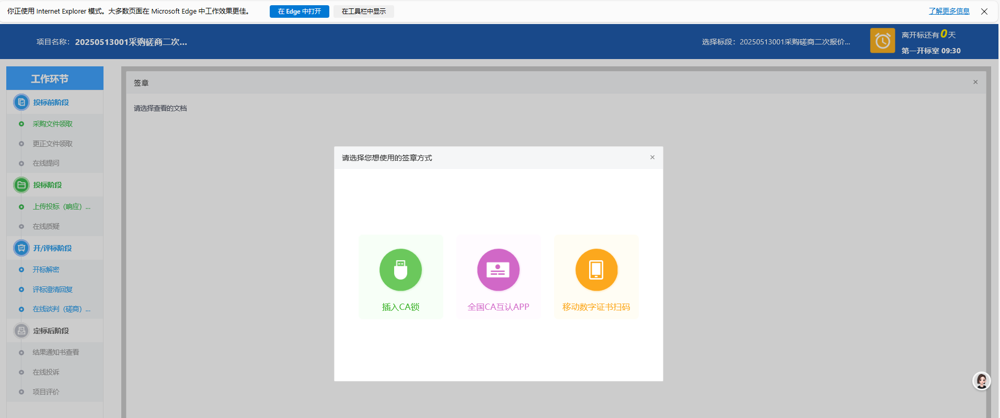 你正使用 Internet Explorer 模式。大多数页面在 Microsoft Edge 中工作效果更佳。 在 Edge 中打开 在工具栏中显示 了解更多信息
项目名称: 20250513001采购磋商二次... 选择标段: 20250513001采购磋商二次报价... 离开标还有0天
第一开标室 09:30
工作环节
投标前阶段
采购文件领取
更正文件领取
在线提问
投标阶段
上传投标（响应）...
在线质疑
开/评标阶段
开标解密
评标澄清回复
在线谈判（磋商）...
定标后阶段
结果通知书查看
在线投诉
项目评价
签章
请选择查看的文档
请选择您想使用的签章方式
插入CA锁
全国CA互认APP
移动数字证书扫码